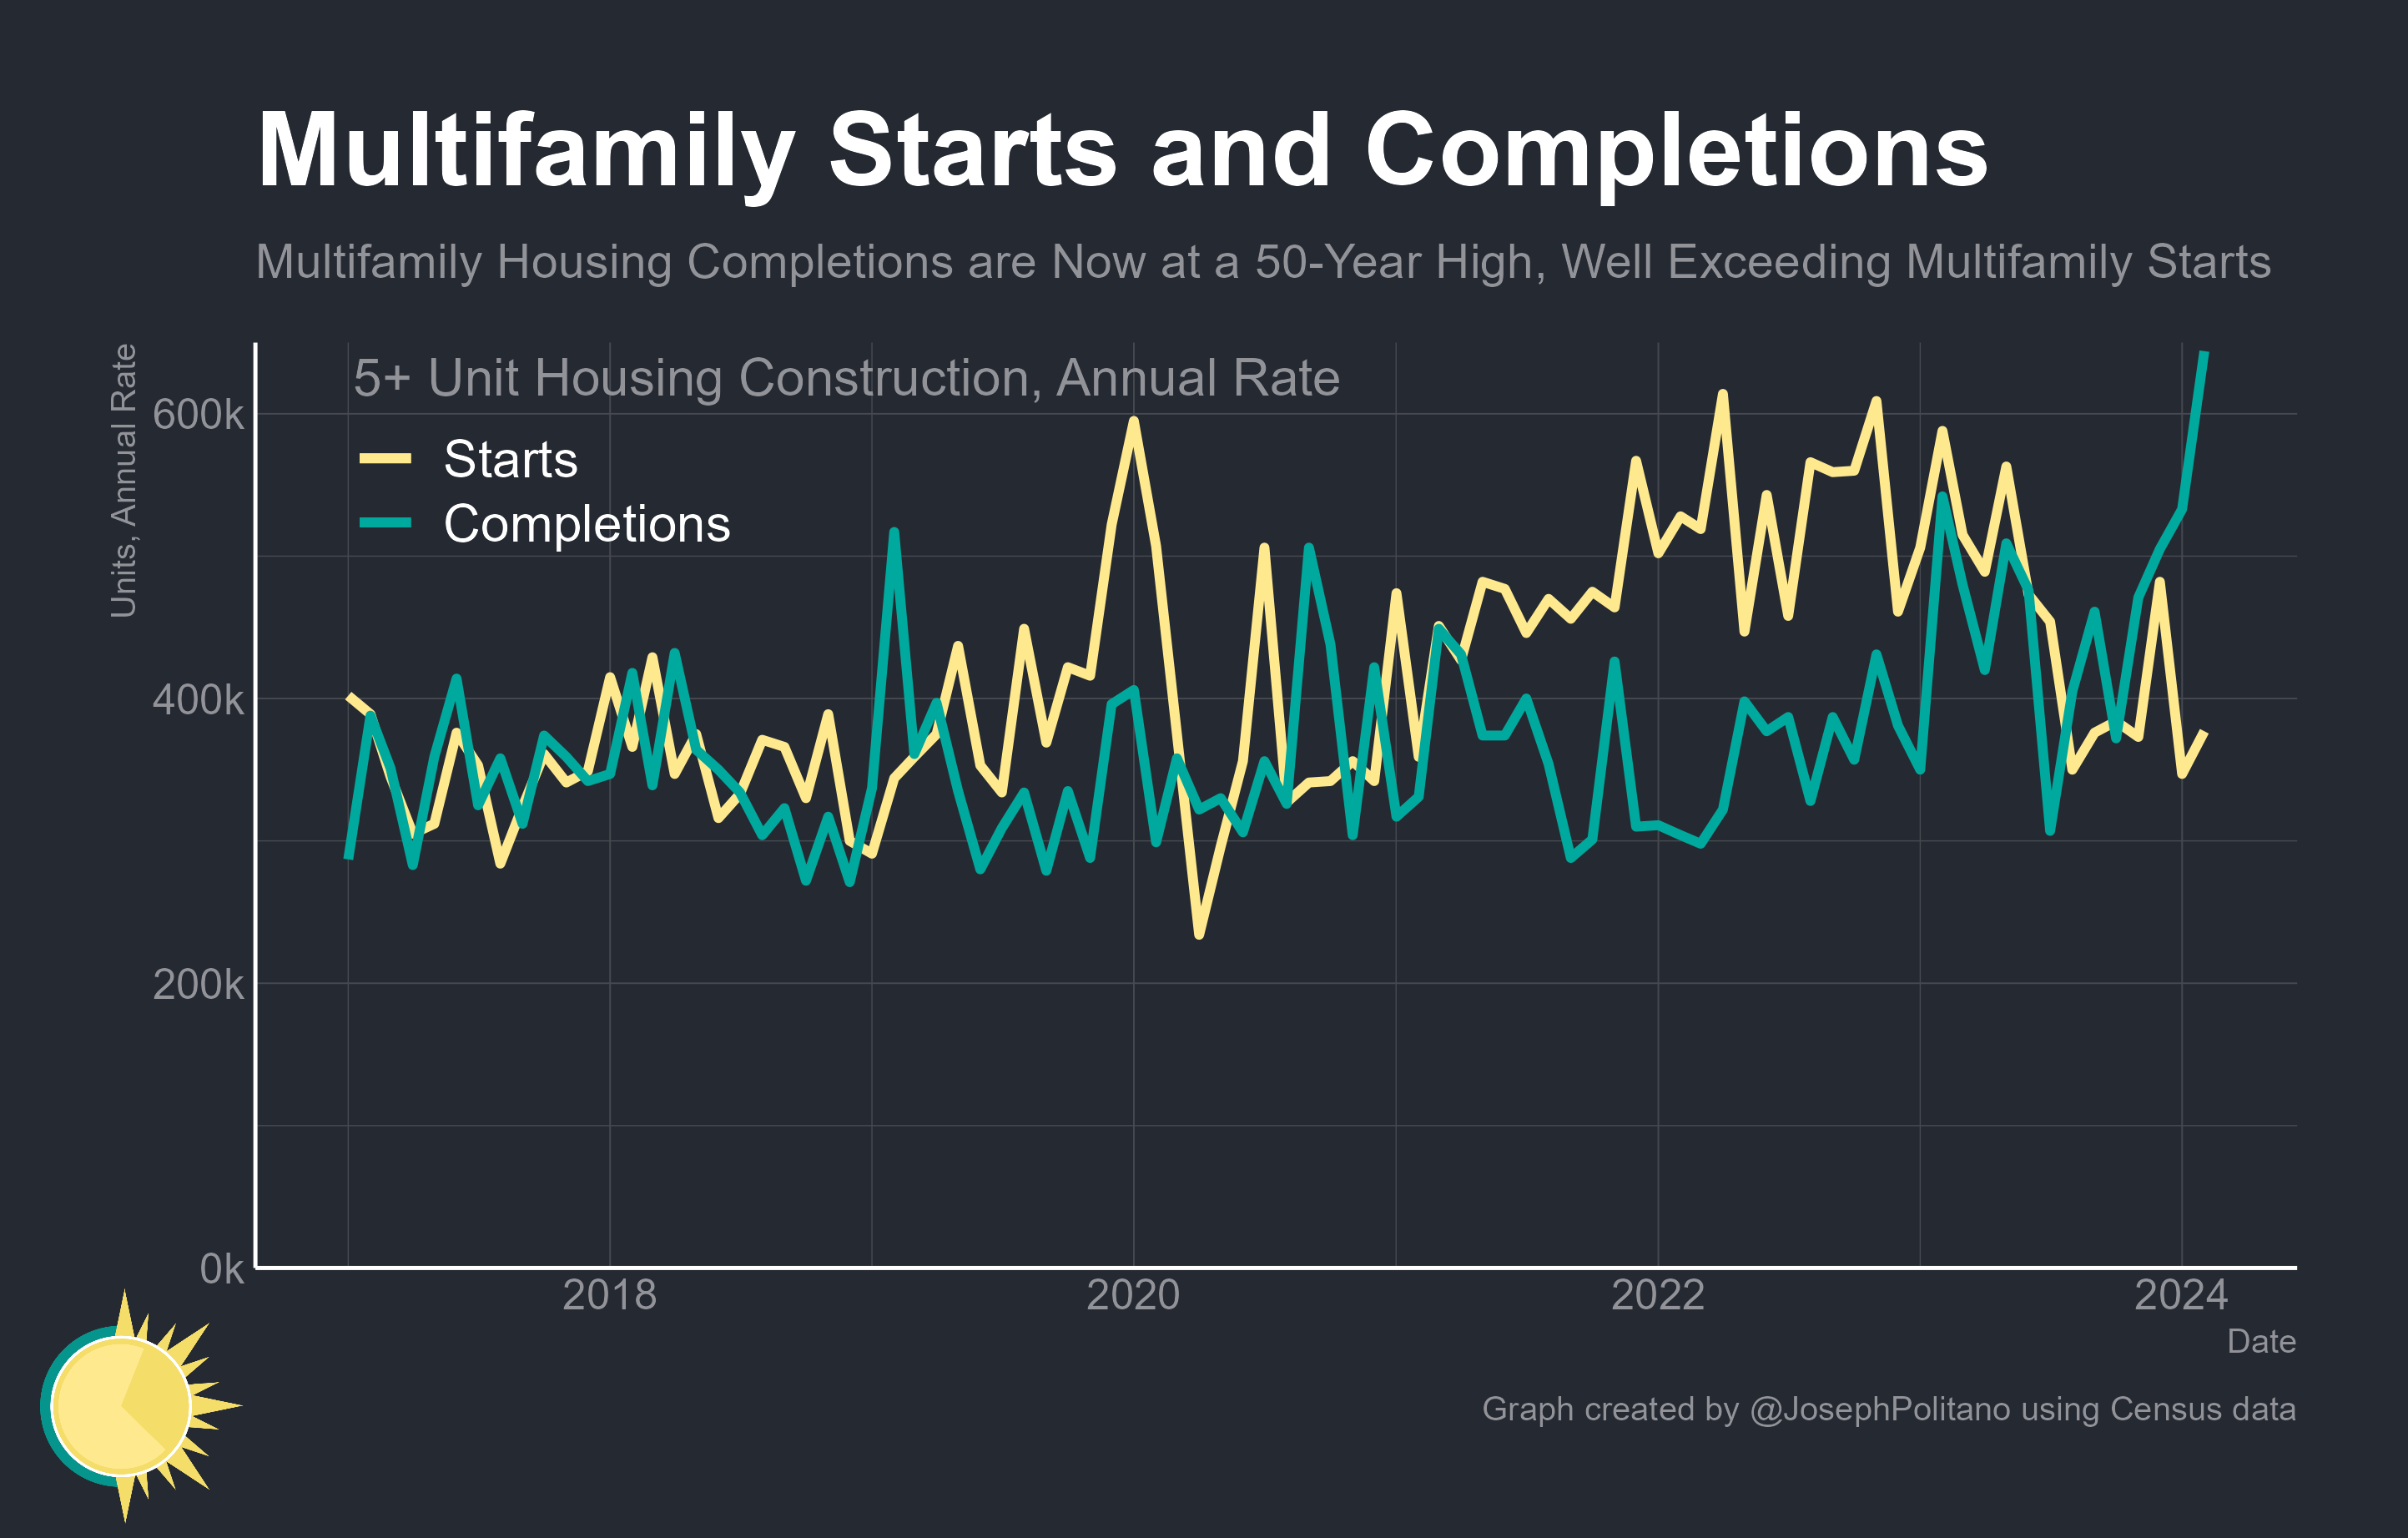 Multifamily Starts and Completions
Multifamily Housing Completions are Now at a 50-Year High, Well Exceeding Multifamily Starts
Units, Annual Rate
5+ Unit Housing Construction, Annual Rate
Starts
Completions
600k
400k
200k
0k
2018 2020 2022 2024
Date
Graph created by @JosephPolitano using Census data